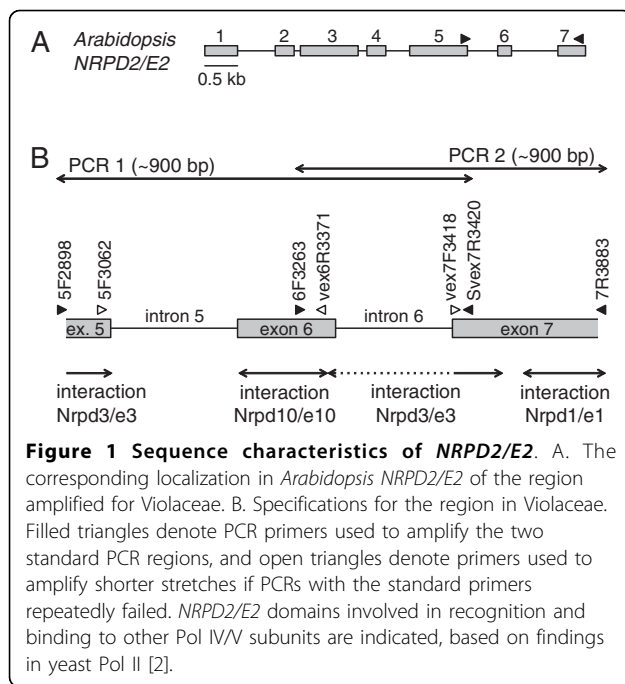 A Arabidopsis NRPD2/E2
1 2 3 4 5 6 7
0.5 kb
B
PCR 1 (~900 bp)
PCR 2 (~900 bp)
5F2898
5F3062
6F3263
vex6R3371
vex7F3418
Svex7R3420
7R3883
ex. 5
intron 5
exon 6
intron 6
exon 7
interaction Nrpd3/e3
interaction Nrpd10/e10
interaction Nrpd3/e3
interaction Nrpd1/e1
Figure 1 Sequence characteristics of NRPD2/E2. A. The
corresponding localization in Arabidopsis NRPD2/E2 of the region
amplified for Violaceae. B. Specifications for the region in Violaceae.
Filled triangles denote PCR primers used to amplify the two
standard PCR regions, and open triangles denote primers used to
amplify shorter stretches if PCRs with the standard primers
repeatedly failed. NRPD2/E2 domains involved in recognition and
binding to other Pol IV/V subunits are indicated, based on findings
in yeast Pol II [2].